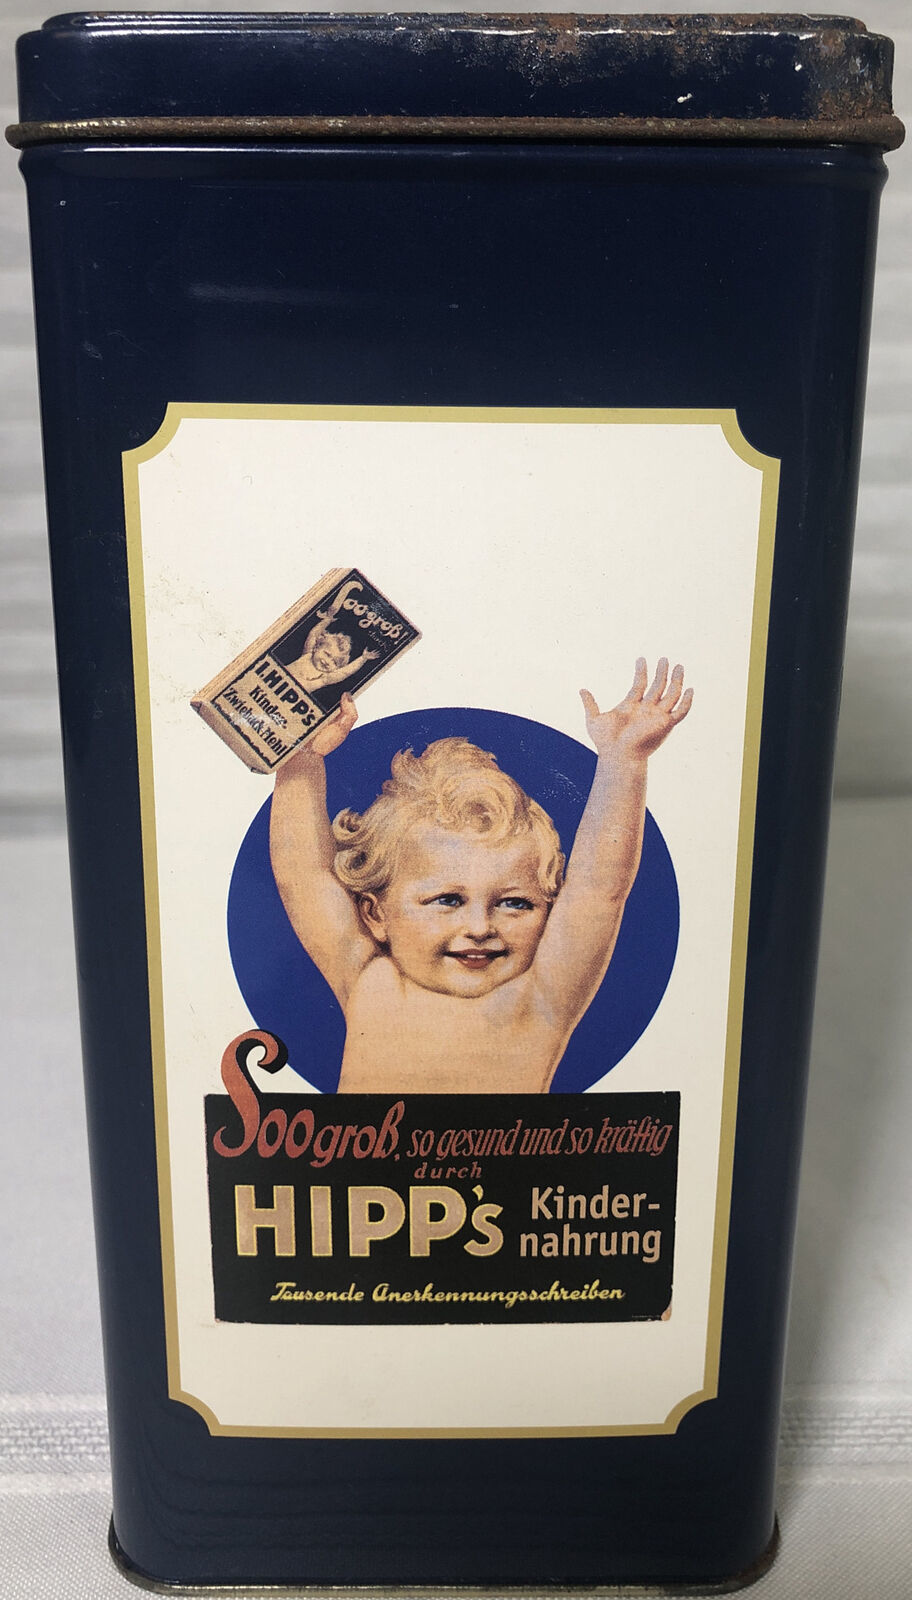 Soo groß!
durch
J. HIPP's
Kinder-
Zwieback Mehl
Soo groß, so gesund und so kräftig
durch
HIPP's Kinder-
nahrung
Tausende Anerkennungsschreiben